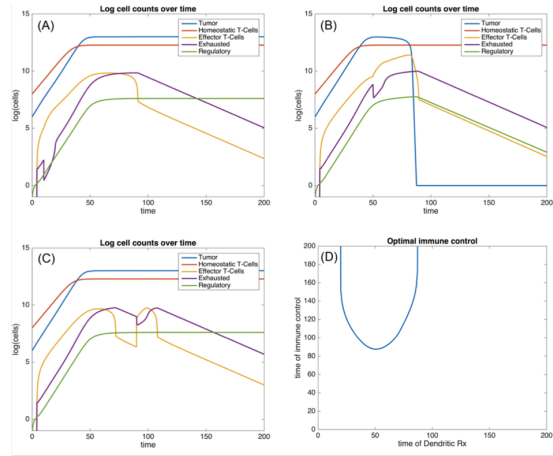 Log cell counts over time
(A)
Tumor
Homeostatic T-Cells
Effector T-Cells
Exhausted
Regulatory
log(cells)
15
10
5
0
0 50 100 150 200
time
Log cell counts over time
(B)
Tumor
Homeostatic T-Cells
Effector T-Cells
Exhausted
Regulatory
log(cells)
15
10
5
0
0 50 100 150 200
time
Log cell counts over time
(C)
Tumor
Homeostatic T-Cells
Effector T-Cells
Exhausted
Regulatory
log(cells)
15
10
5
0
0 50 100 150 200
time
Optimal immune control
(D)
time of immune control
200
180
160
140
120
100
80
60
40
20
0
0 50 100 150 200
time of Dendritic Rx